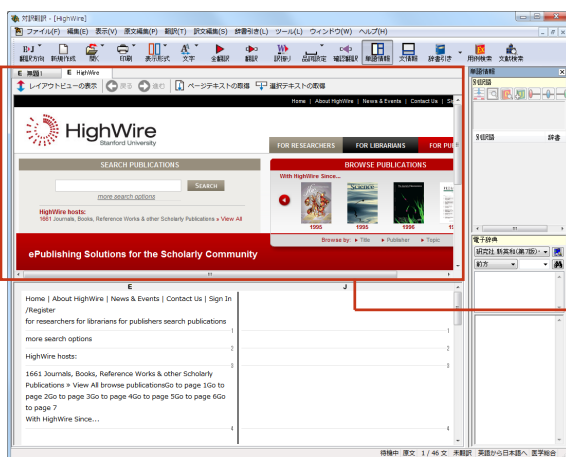 対訳翻訳 - [HighWire]
ファイル(F) 編集(E) 表示(V) 原文編集(P) 翻訳(T) 訳文編集(S) 辞書引き(L) ツール(L) ウィンドウ(W) ヘルプ(H)
翻訳方向 新規作成 開く 印刷 表示形式 文字 全翻訳 翻訳 訳振り 品詞設定 確認翻訳 単語情報 文情報 辞書引き 用例検索 文献検索
E 無題1 E HighWire
レイアウトビューの表示 戻る 進む ページテキストの取得 選択テキストの取得
Home | About HighWire | News & Events | Contact Us |
HighWire
Stanford University
FOR RESEARCHERS FOR LIBRARIANS
SEARCH PUBLICATIONS
SEARCH
more search options
HighWire hosts:
1661 Journals, Books, Reference Works & other Scholarly Publications » View All
BROWSE PUBLICATIONS
With HighWire Since...
Science
1995 1995 1996
Browse by: ▸ Title ▸ Publisher ▸ Topic
ePublishing Solutions for the Scholarly Community
単語情報
別訳語
別訳語 辞書
電子辞典
研究社 新英和(第7版)
前方
E J
Home | About HighWire | News & Events | Contact Us | Sign In
/Register
for researchers for librarians for publishers search publications
1 1
more search options
2 2
HighWire hosts:
3 3
1661 Journals, Books, Reference Works & other Scholarly
Publications » View All browse publicationsGo to page 1Go to
page 2Go to page 3Go to page 4Go to page 5Go to page 6Go
to page 7
With HighWire Since...
4 4
待機中 原文 1 / 46 文 未翻訳 英語から日本語へ 医学総合